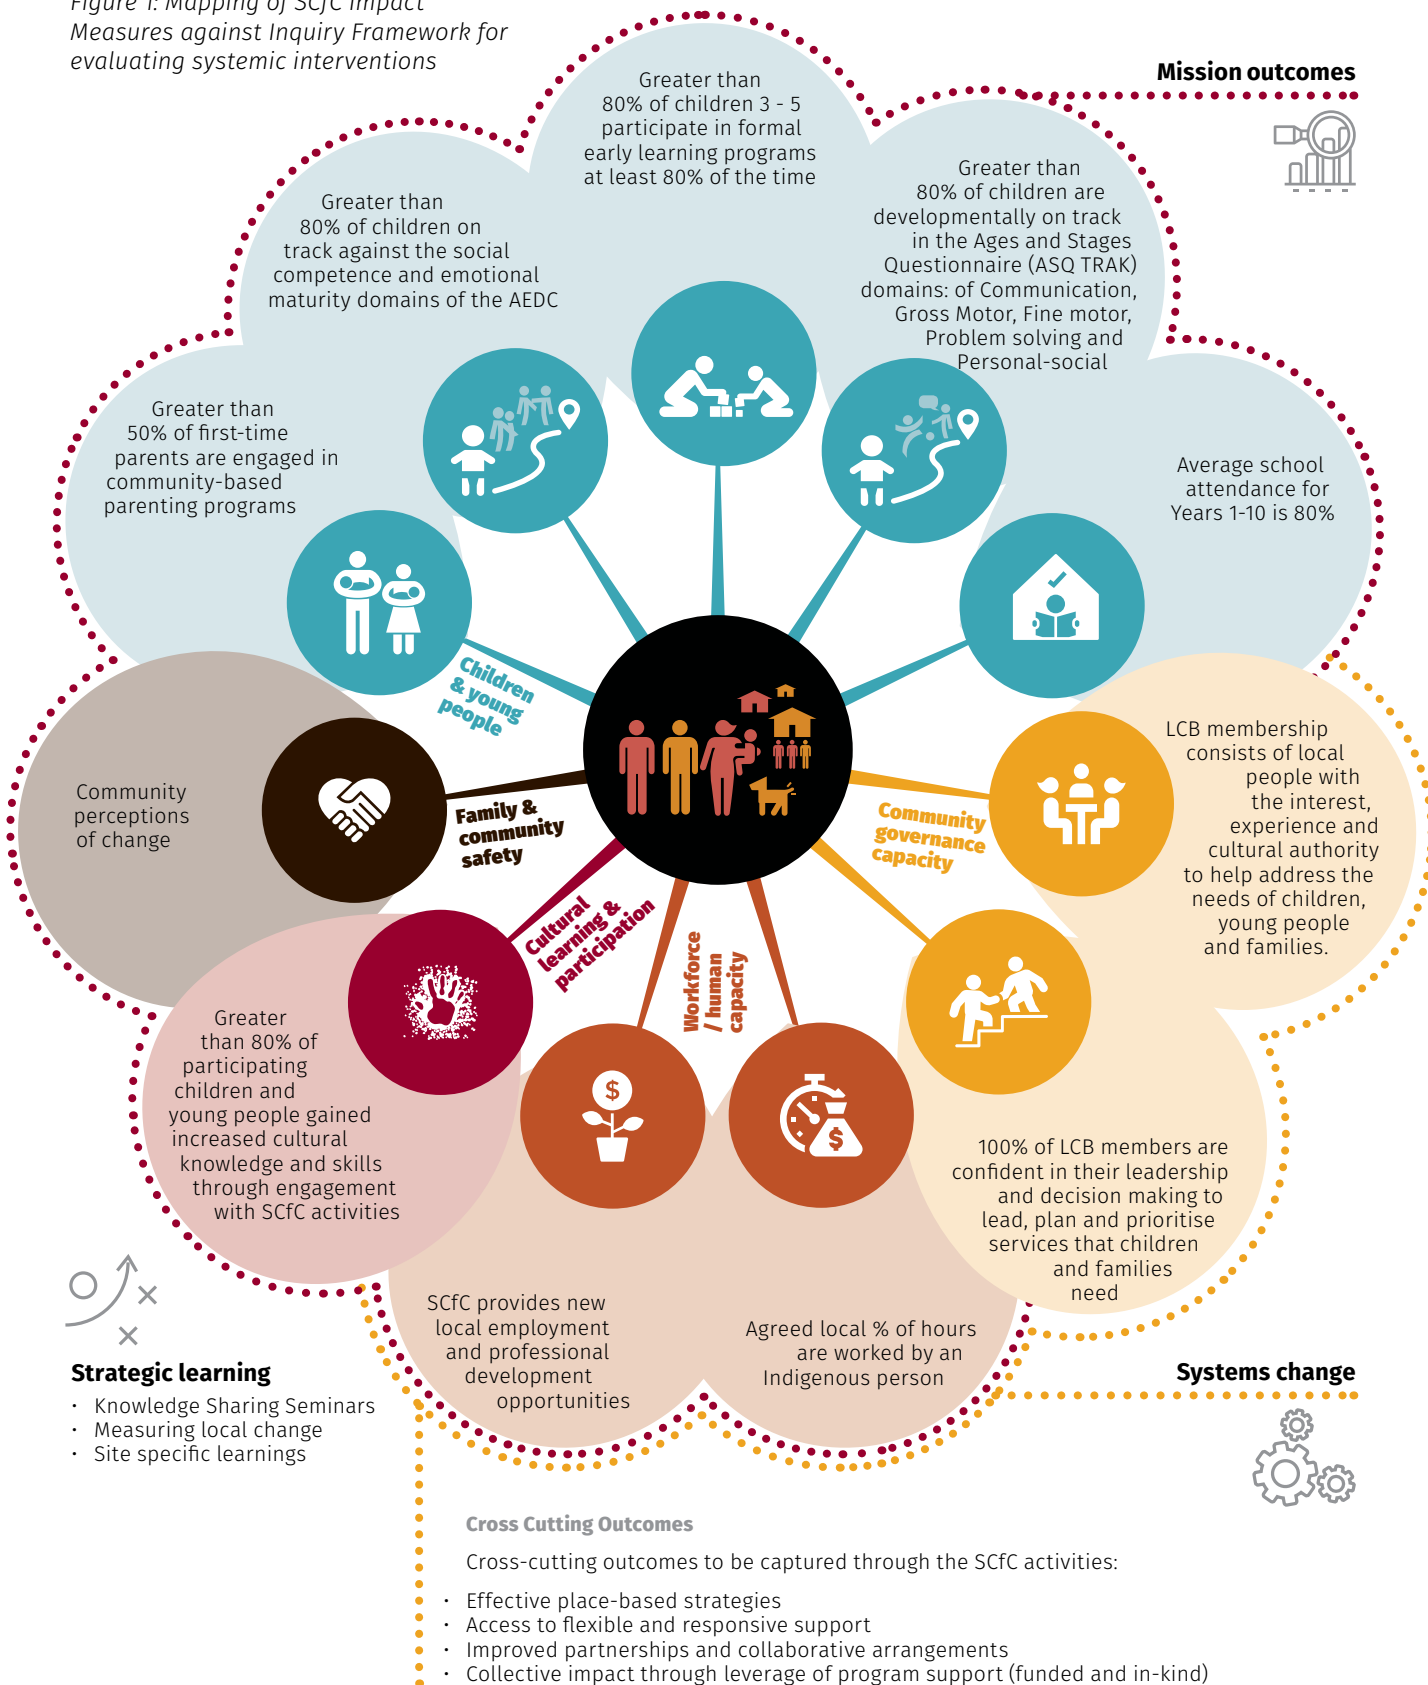 Figure 1: Mapping of SCfC Impact
Measures against Inquiry Framework for
evaluating systemic interventions
Mission outcomes
Greater than
80% of children 3 - 5
participate in formal
early learning programs
at least 80% of the time
Greater than
80% of children are
developmentally on track
in the Ages and Stages
Questionnaire (ASQ TRAK)
domains: of Communication,
Gross Motor, Fine motor,
Problem solving and
Personal-social
Greater than
80% of children on
track against the social
competence and emotional
maturity domains of the AEDC
Greater than
50% of first-time
parents are engaged in
community-based
parenting programs
Average school
attendance for
Years 1-10 is 80%
Children
& young
people
Family &
community
safety
Cultural
learning &
participation
Workforce
/ human
capacity
Community
governance
capacity
LCB membership
consists of local
people with
the interest,
experience and
cultural authority
to help address the
needs of children,
young people
and families.
Community
perceptions
of change
Greater
than 80% of
participating
children and
young people gained
increased cultural
knowledge and skills
through engagement
with SCfC activities
$
$
100% of LCB members are
confident in their leadership
and decision making to
lead, plan and prioritise
services that children
and families
need
SCfC provides new
local employment
and professional
development
opportunities
Agreed local % of hours
are worked by an
Indigenous person
Strategic learning
· Knowledge Sharing Seminars
· Measuring local change
· Site specific learnings
Systems change
Cross Cutting Outcomes
Cross-cutting outcomes to be captured through the SCfC activities:
· Effective place-based strategies
· Access to flexible and responsive support
· Improved partnerships and collaborative arrangements
· Collective impact through leverage of program support (funded and in-kind)